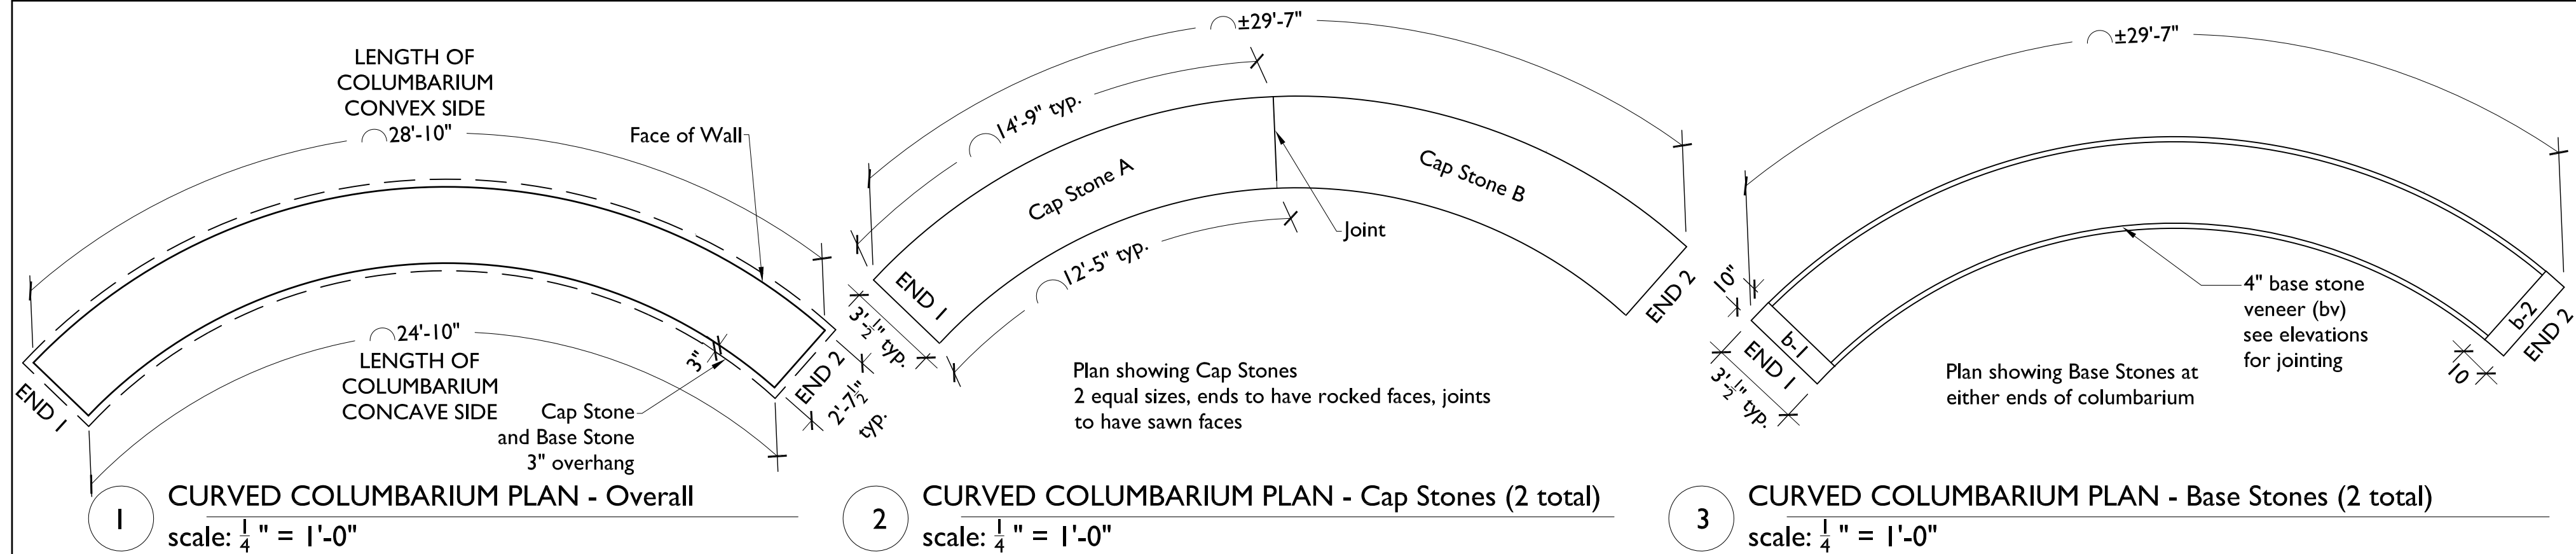 LENGTH OF
COLUMBARIUM
CONVEX SIDE
28'-10"
Face of Wall
24'-10"
LENGTH OF
COLUMBARIUM
CONCAVE SIDE
3"
Cap Stone
and Base Stone
3" overhang
END 1
END 2
2'-7½"
typ.
1
CURVED COLUMBARIUM PLAN - Overall
scale: ¼ " = 1'-0"
±29'-7"
14'-9" typ.
Cap Stone A
Cap Stone B
12'-5" typ.
Joint
END 1
END 2
3'-½" typ.
Plan showing Cap Stones
2 equal sizes, ends to have rocked faces, joints
to have sawn faces
2
CURVED COLUMBARIUM PLAN - Cap Stones (2 total)
scale: ¼ " = 1'-0"
±29'-7"
10"
b-1
END 1
3'-½" typ.
4" base stone
veneer (bv)
see elevations
for jointing
b-2
END 2
10
Plan showing Base Stones at
either ends of columbarium
3
CURVED COLUMBARIUM PLAN - Base Stones (2 total)
scale: ¼ " = 1'-0"